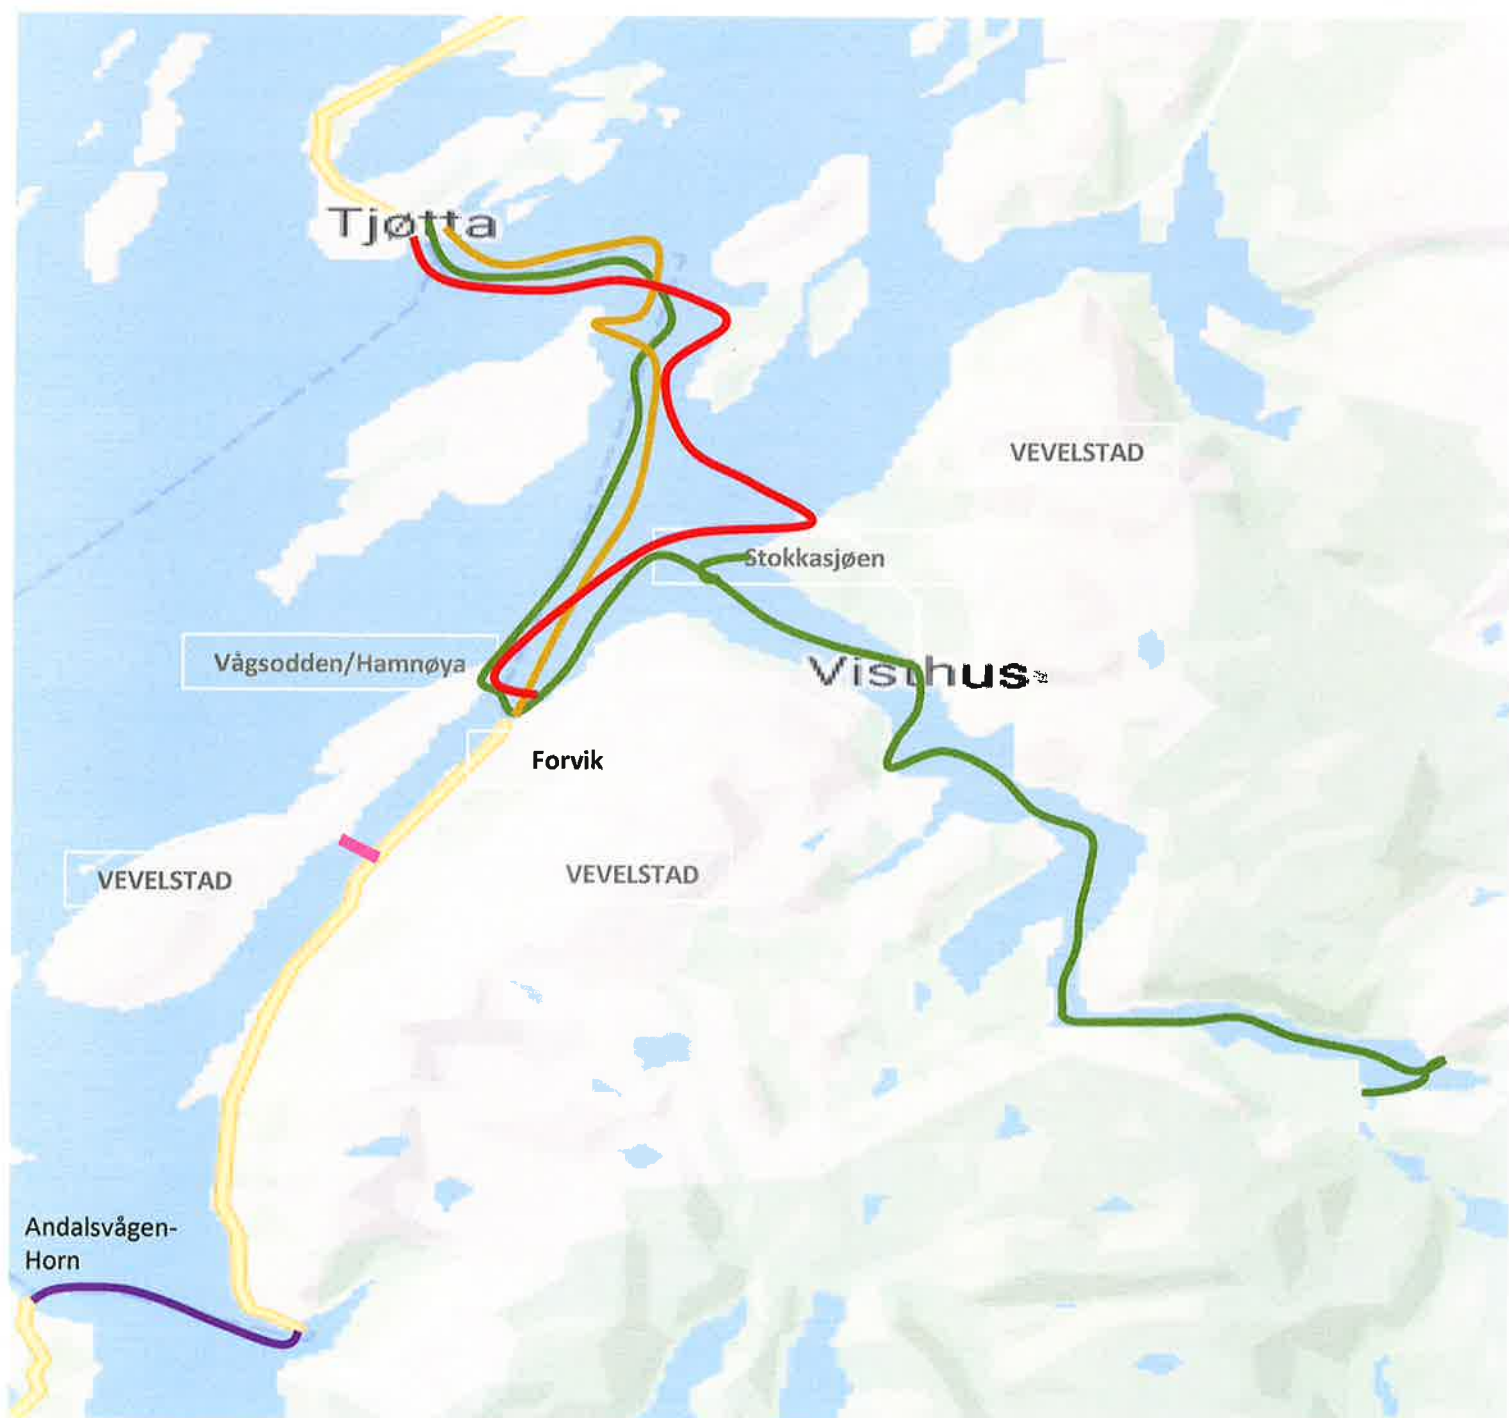 Tjøtta
VEVELSTAD
Stokkasjøen
Vågsodden/Hamnøya
Visthus
Forvik
VEVELSTAD
VEVELSTAD
Andalsvågen-
Horn